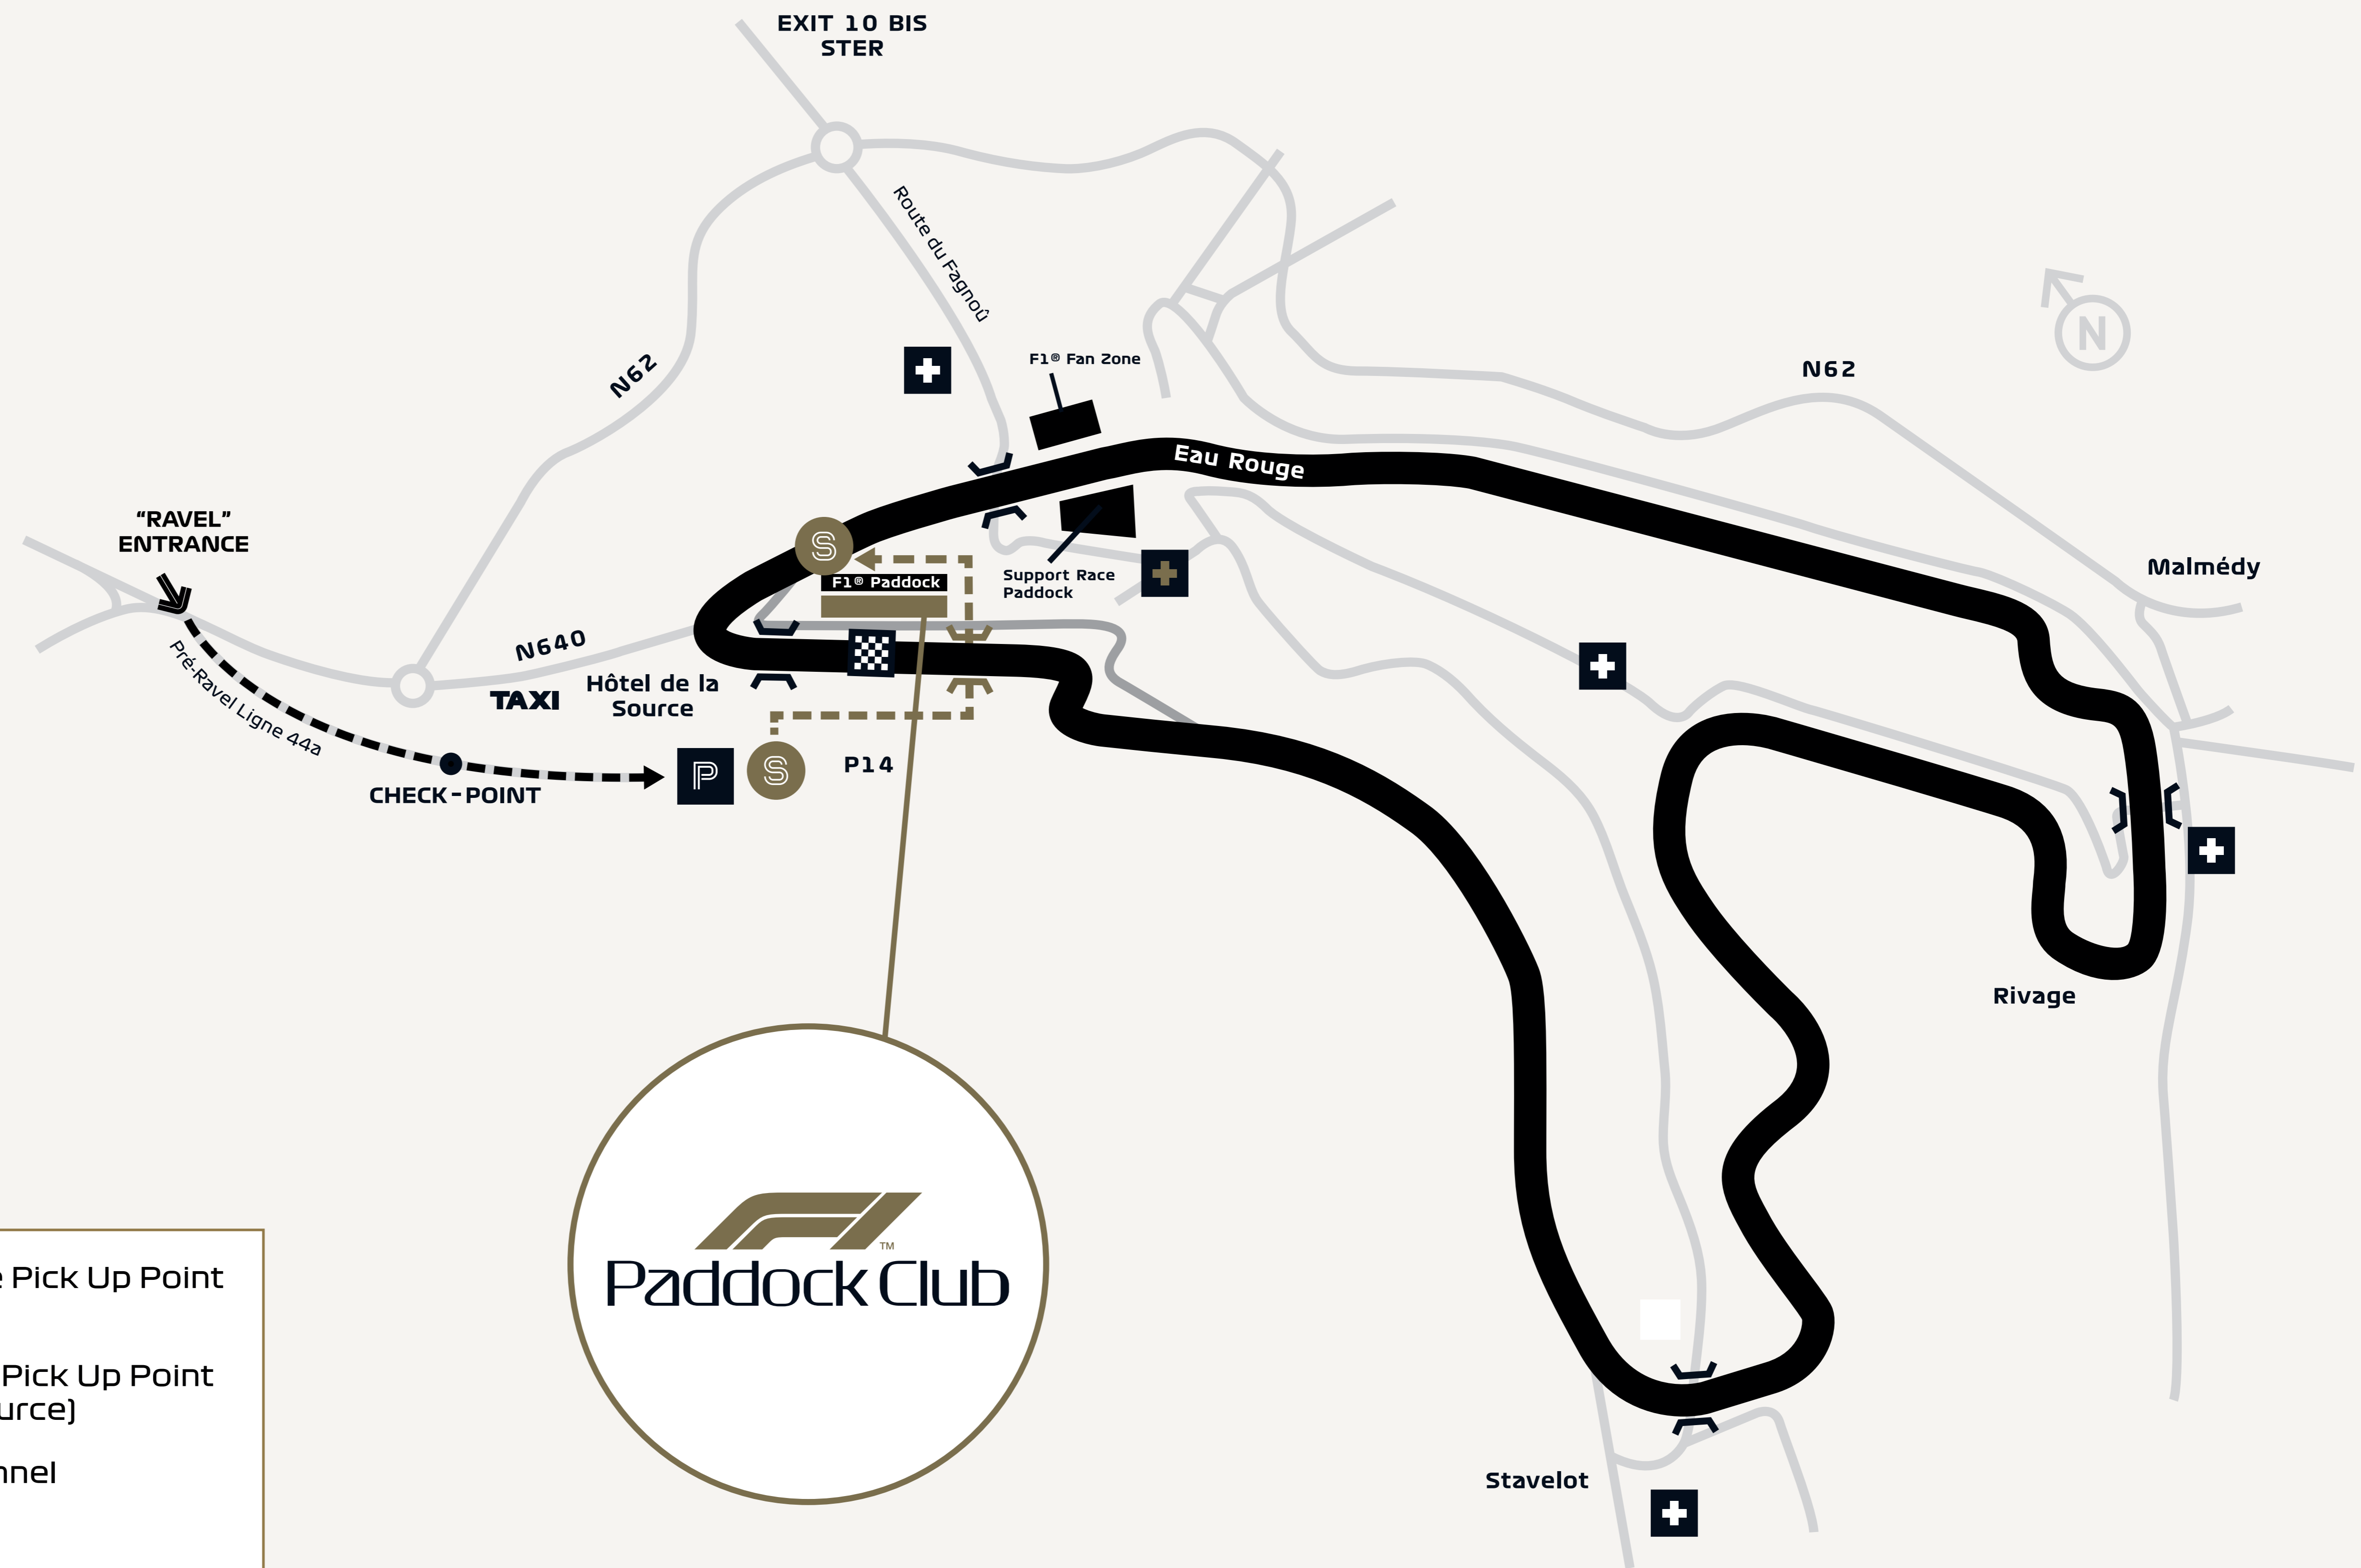 EXIT 10 BIS
STER
Route du Fagnoû
N62
F1® Fan Zone
N62
N
Eau Rouge
"RAVEL"
ENTRANCE
S
F1® Paddock
Support Race
Paddock
Malmédy
N640
Pré-Ravel Ligne 44a
TAXI
Hôtel de la
Source
P
S
P14
CHECK-POINT
Rivage
F1™
Paddock Club
Pick Up Point
Pick Up Point
Stavelot